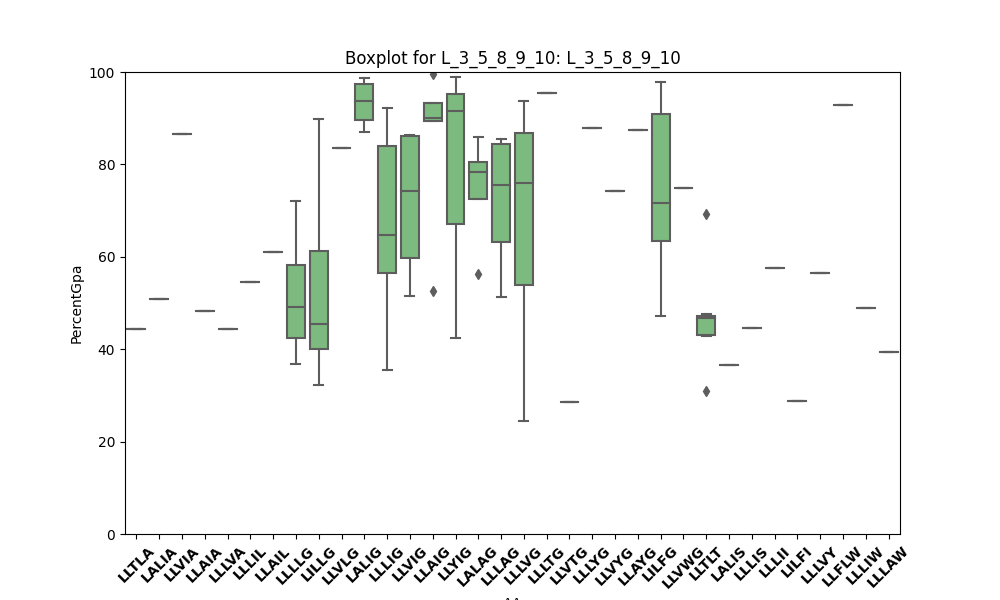 Boxplot for L_3_5_8_9_10: L_3_5_8_9_10
PercentGpa
100
80
60
40
20
0
LLTLA
LALIA
LLVIA
LLAIA
LLLVA
LLLIL
LLAIL
LLLLG
LILLG
LLVLG
LALIG
LLLIG
LLVIG
LLAIG
LLYIG
LALAG
LLLAG
LLLVG
LLLTG
LLVTG
LLLYG
LLVYG
LLAYG
LILFG
LLVWG
LLTLT
LALIS
LLLIS
LLLII
LILFI
LLLVY
LLFLW
LLLIW
LLLAW